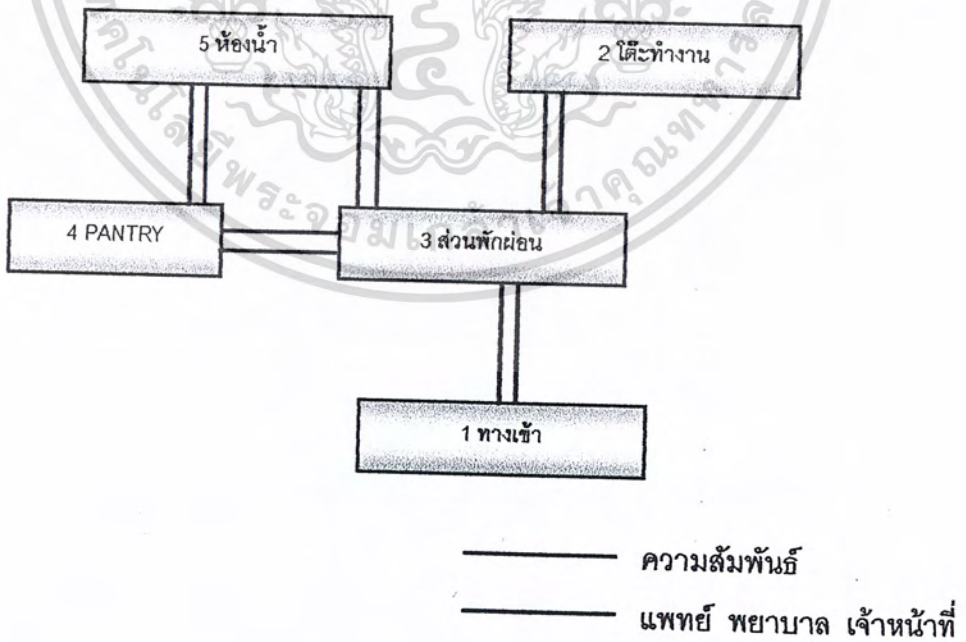 5 ห้องน้ำ
2 โต๊ะทำงาน
4 PANTRY
3 ส่วนพักผ่อน
1 ทางเข้า
ความสัมพันธ์
แพทย์ พยาบาล เจ้าหน้าที่